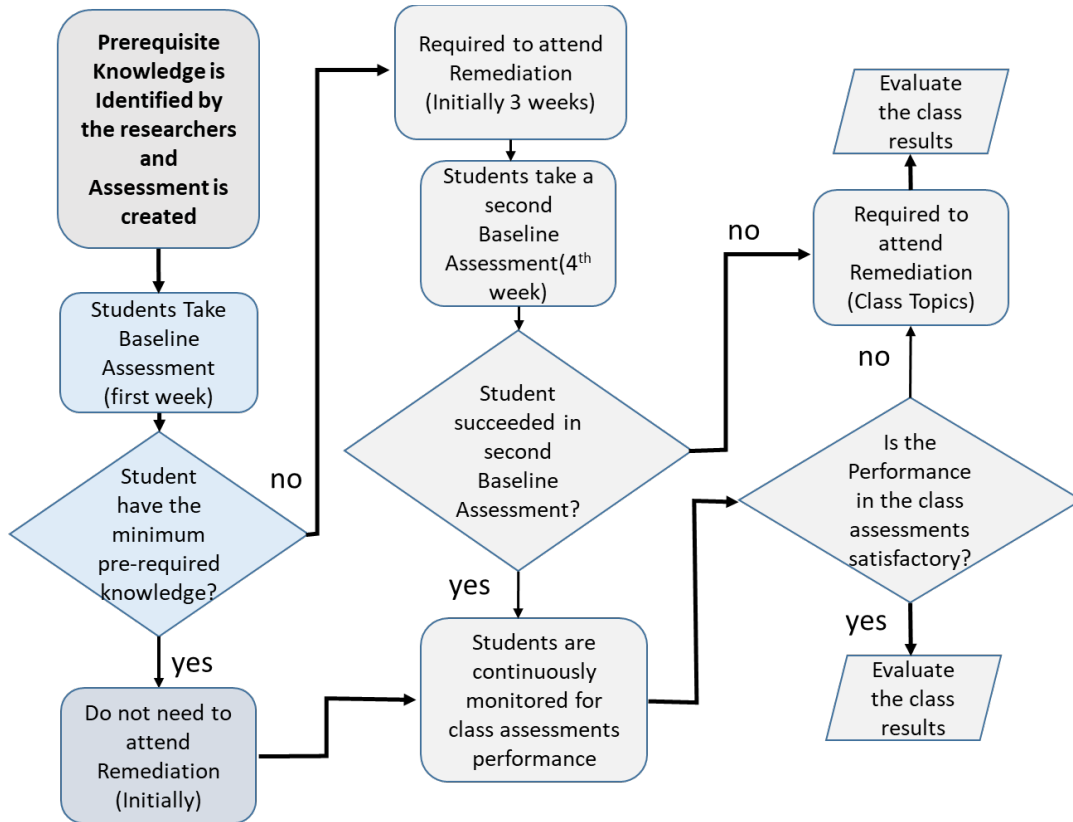 Prerequisite
Knowledge is
Identified by
the researchers
and
Assessment is
created
Students Take
Baseline
Assessment
(first week)
Student
have the
minimum
pre-required
knowledge?
no
yes
Do not need to
attend
Remediation
(Initially)
Required to attend
Remediation
(Initially 3 weeks)
Students take a
second
Baseline
Assessment(4th
week)
Student
succeeded in
second
Baseline
Assessment?
no
yes
Students are
continuously
monitored for
class assessments
performance
Evaluate
the class
results
Required to
attend
Remediation
(Class Topics)
no
Is the
Performance
in the class
assessments
satisfactory?
yes
Evaluate
the class
results